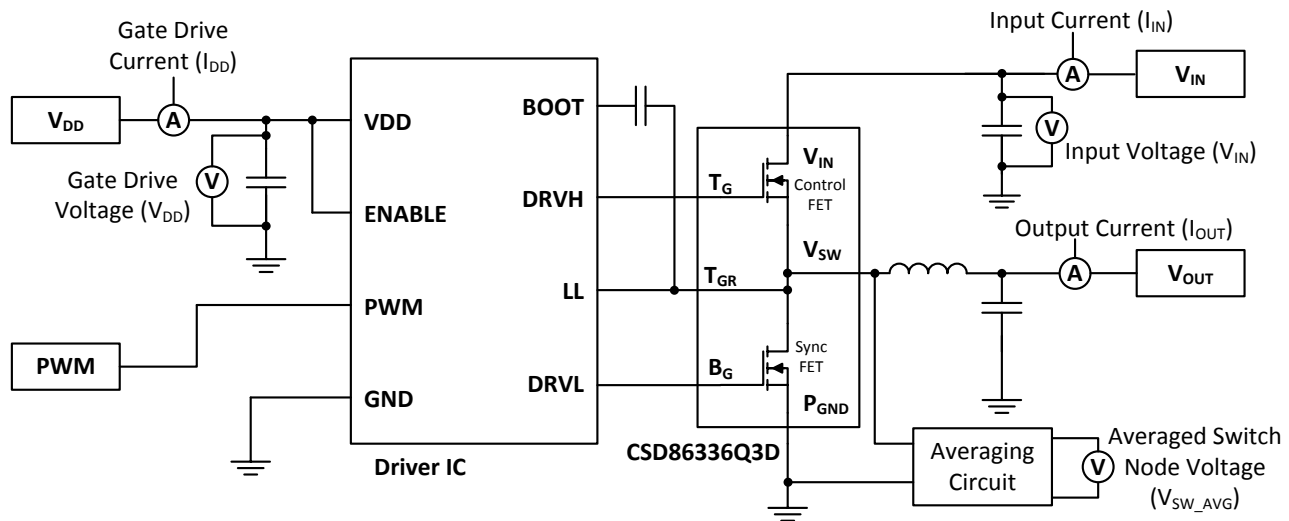 Gate Drive
Current (IDD)
VDD
A
V
Gate Drive
Voltage (VDD)
PWM
VDD
ENABLE
PWM
GND
BOOT
DRVH
LL
DRVL
Driver IC
TG
TGR
BG
VIN
Control
FET
VSW
Sync
FET
PGND
CSD86336Q3D
Input Current (IIN)
A
VIN
V
Input Voltage (VIN)
Output Current (IOUT)
A
VOUT
Averaging
Circuit
V
Averaged Switch
Node Voltage
(VSW_AVG)